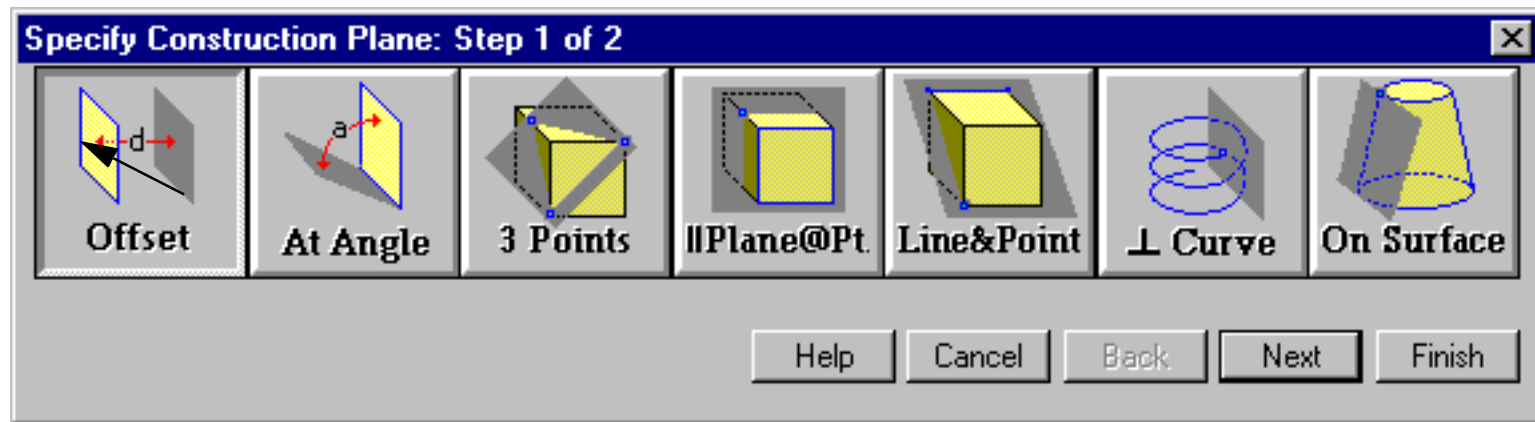 Specify Construction Plane: Step 1 of 2
d
a
Offset At Angle 3 Points ||Plane@Pt. Line&Point ⊥ Curve On Surface
Help Cancel Back Next Finish